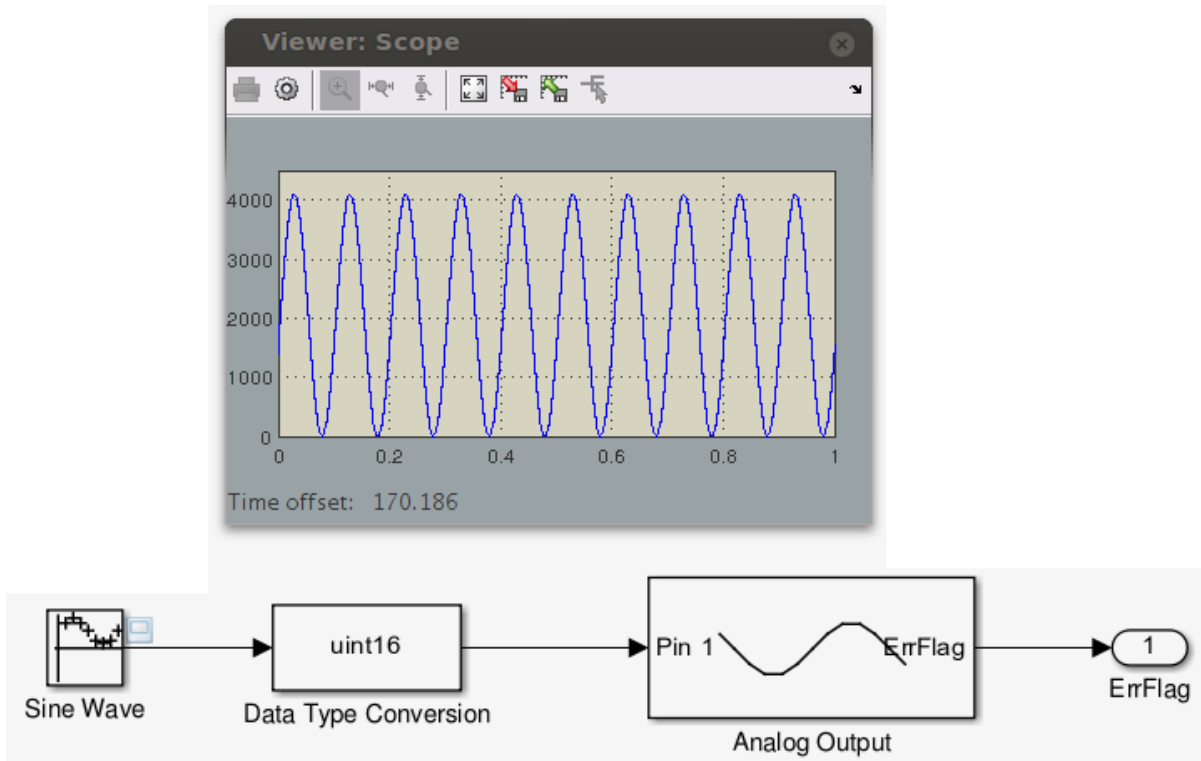 Viewer: Scope
4000
3000
2000
1000
0
0 0.2 0.4 0.6 0.8 1
Time offset: 170.186
uint16
Pin 1
ErrFlag
1
Sine Wave
Data Type Conversion
Analog Output
ErrFlag